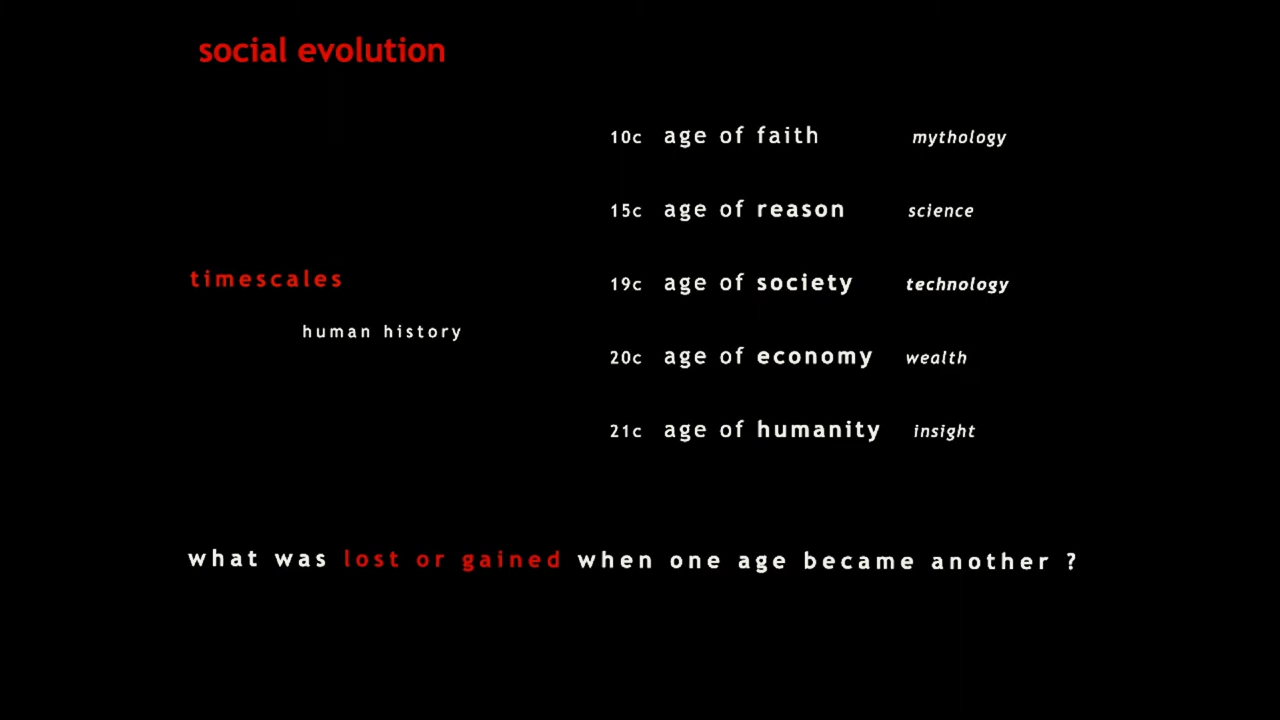 social evolution
10c age of faith mythology
15c age of reason science
timescales
19c age of society technology
human history
20c age of economy wealth
21c age of humanity insight
what was lost or gained when one age became another ?